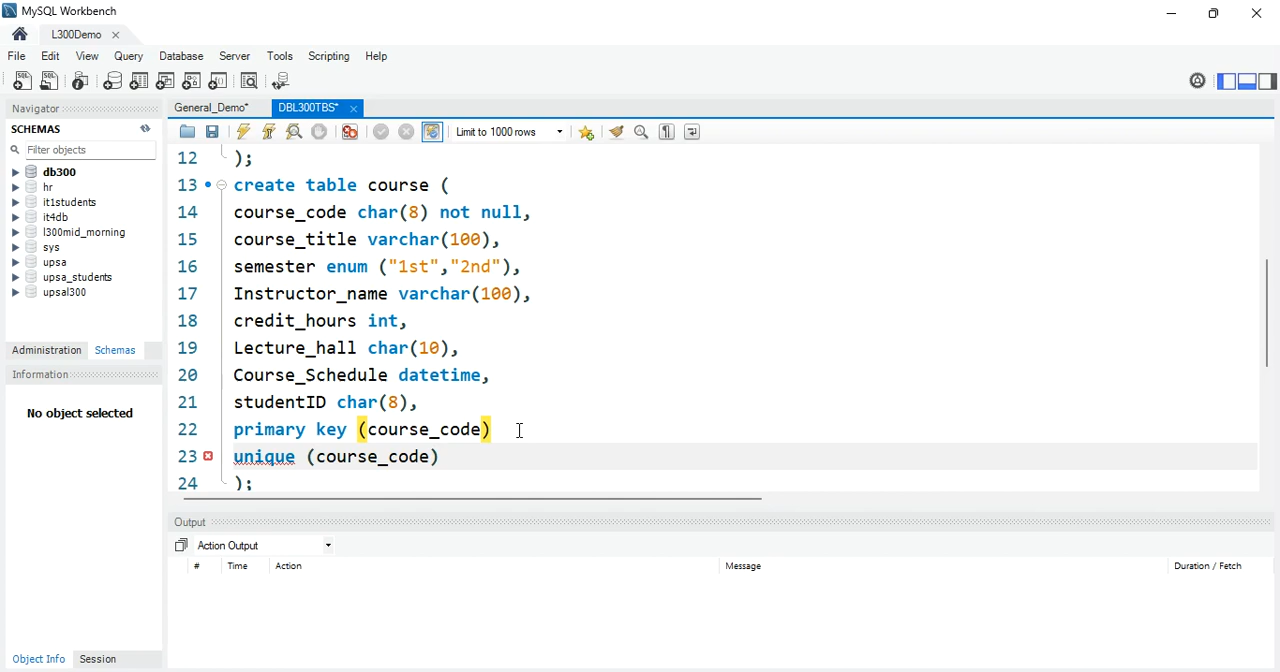 MySQL Workbench
L300Demo
File Edit View Query Database Server Tools Scripting Help
Navigator
General_Demo* DBL300TBS*
SCHEMAS
Limit to 1000 rows
Filter objects
db300
hr
it1students
it4db
l300mid_morning
sys
upsa
upsa_students
upsal300
12 );
13 create table course (
14 course_code char(8) not null,
15 course_title varchar(100),
16 semester enum ("1st","2nd"),
17 Instructor_name varchar(100),
18 credit_hours int,
19 Lecture_hall char(10),
20 Course_Schedule datetime,
21 studentID char(8),
22 primary key (course_code)
23 unique (course_code)
24 );
Administration Schemas
Information
No object selected
Output
Action Output
# Time Action Message Duration / Fetch
Object Info Session